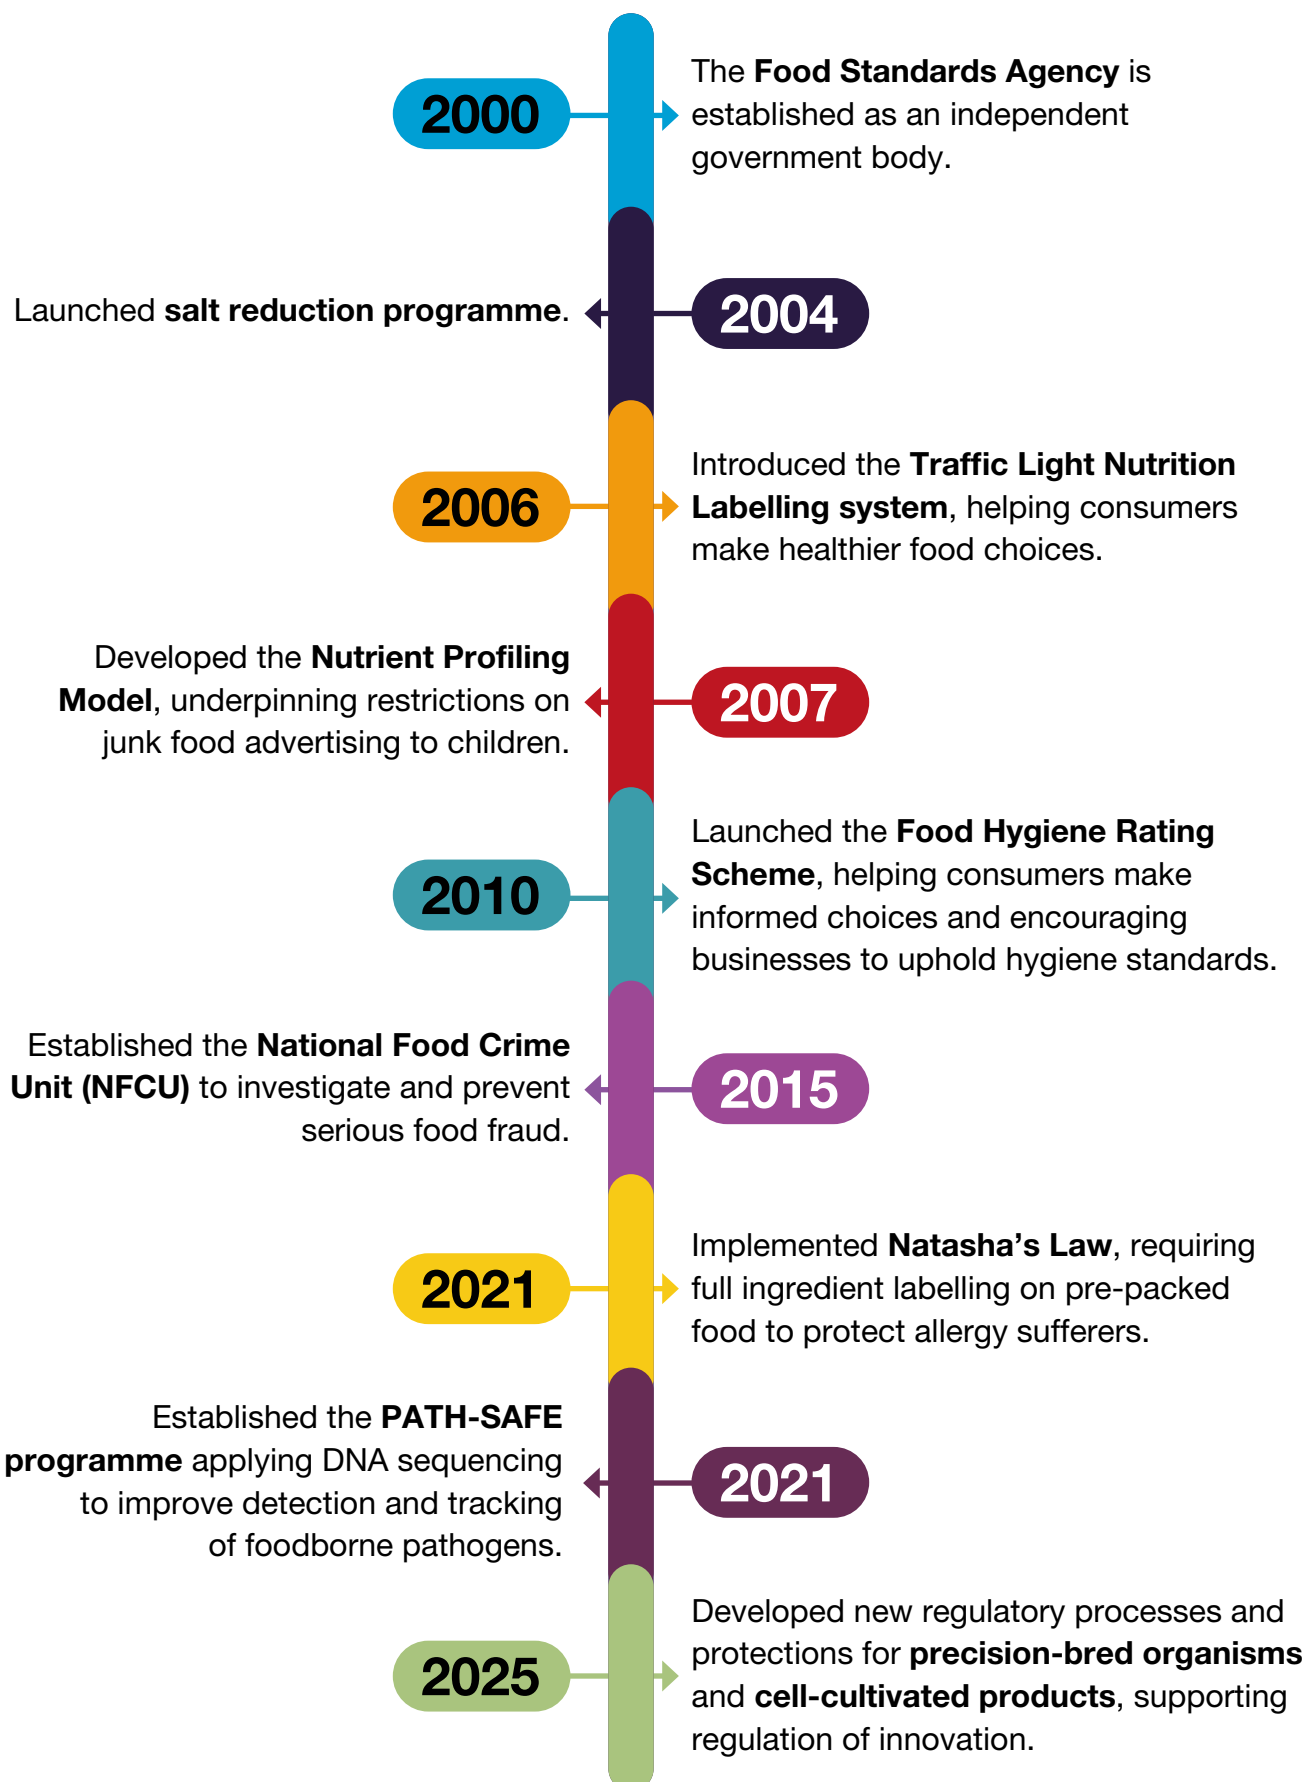 2000
The Food Standards Agency is
established as an independent
government body.
Launched salt reduction programme.
2004
2006
Introduced the Traffic Light Nutrition
Labelling system, helping consumers
make healthier food choices.
Developed the Nutrient Profiling
Model, underpinning restrictions on
junk food advertising to children.
2007
2010
Launched the Food Hygiene Rating
Scheme, helping consumers make
informed choices and encouraging
businesses to uphold hygiene standards.
Established the National Food Crime
Unit (NFCU) to investigate and prevent
serious food fraud.
2015
2021
Implemented Natasha’s Law, requiring
full ingredient labelling on pre-packed
food to protect allergy sufferers.
Established the PATH-SAFE
programme applying DNA sequencing
to improve detection and tracking
of foodborne pathogens.
2021
2025
Developed new regulatory processes and
protections for precision-bred organisms
and cell-cultivated products, supporting
regulation of innovation.